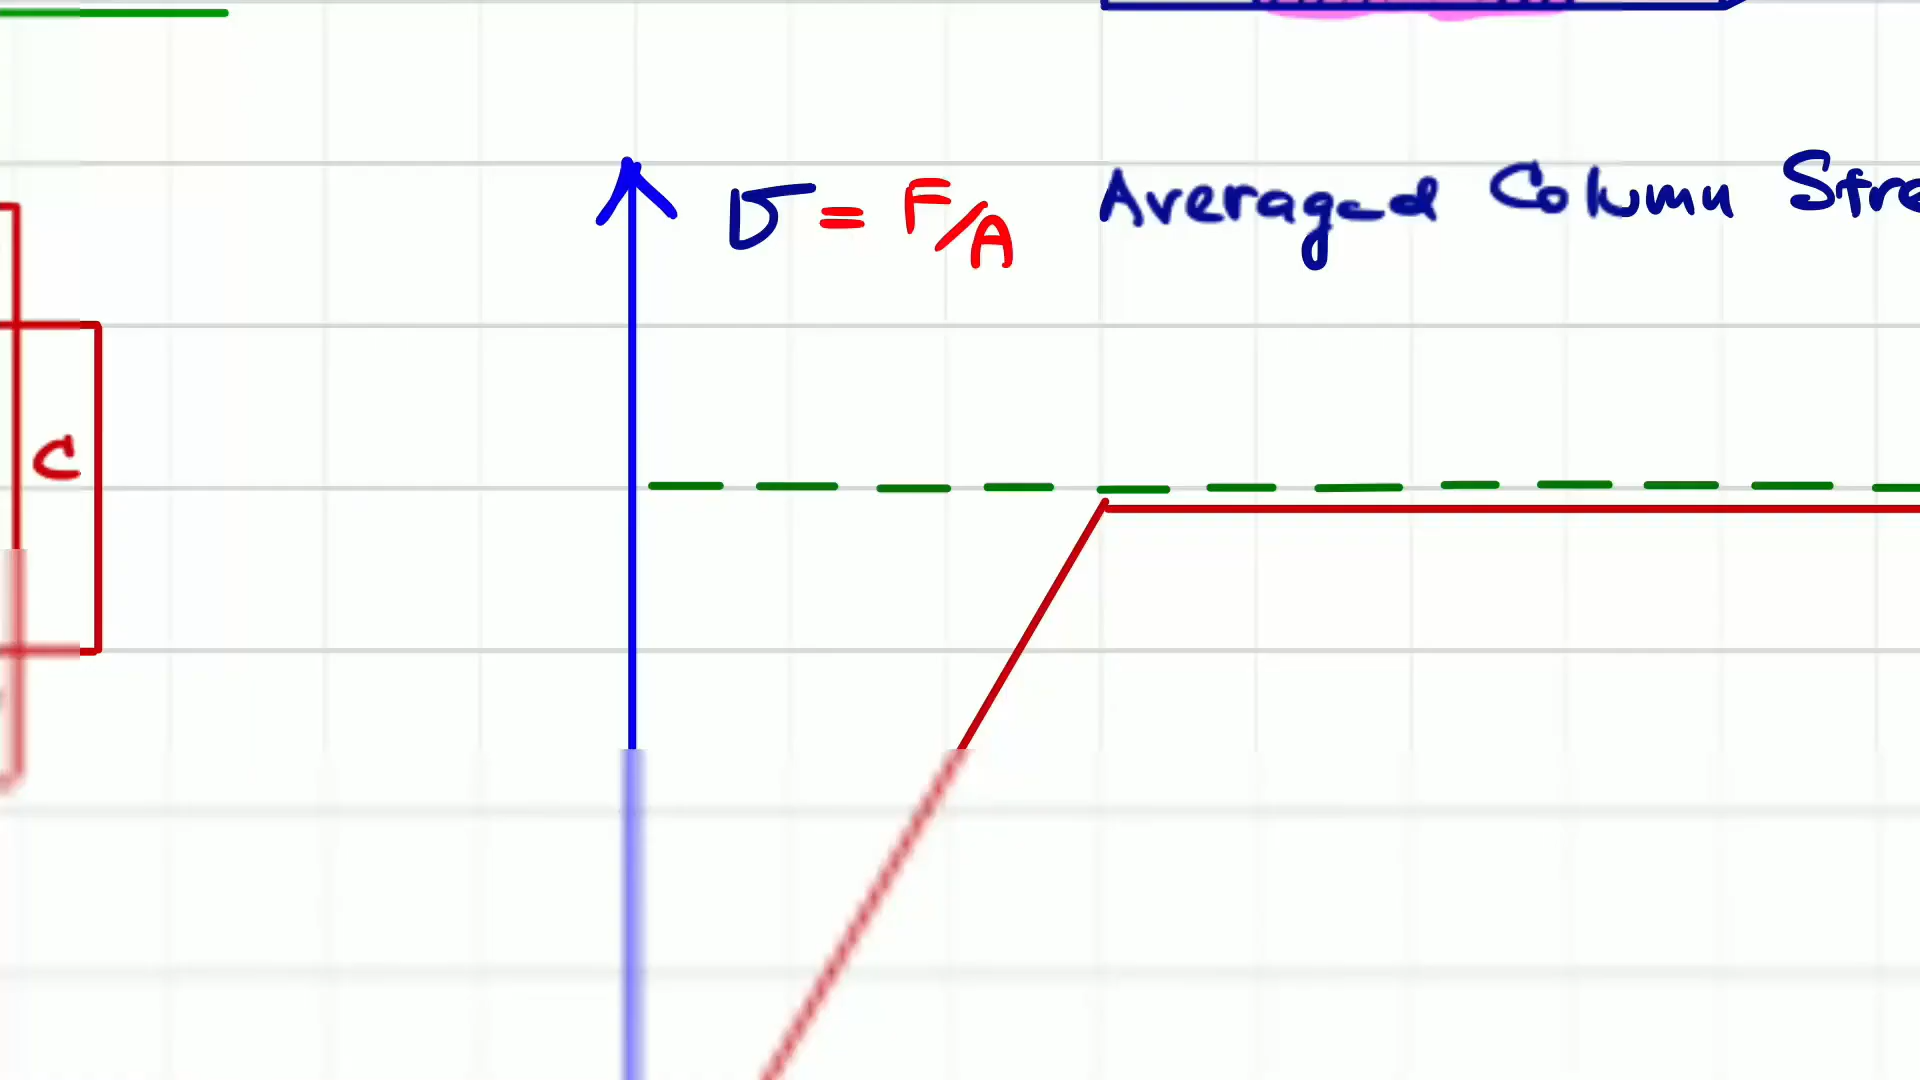 σ = F/A Averaged Column
C